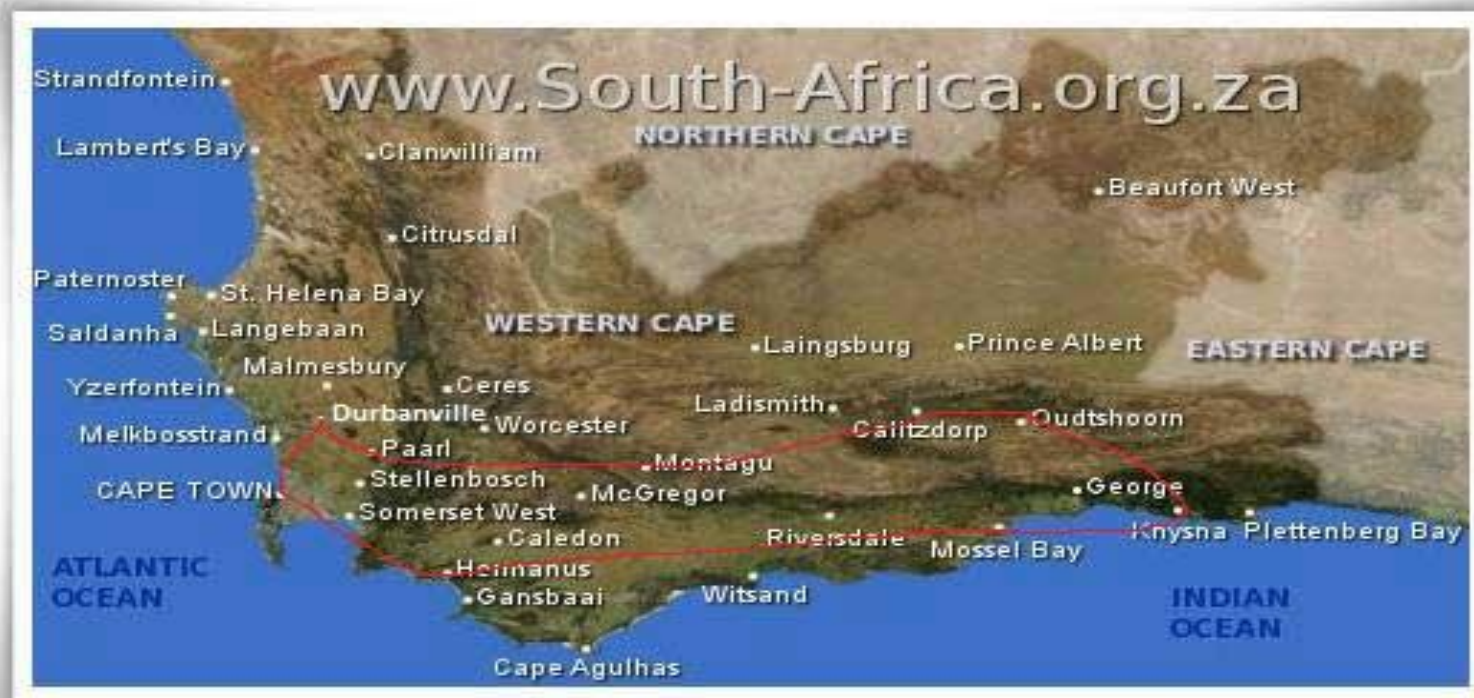 www.South-Africa.org.za
Strandfontein
NORTHERN CAPE
Lambert's Bay
Clanwilliam
Beaufort West
Citrusdal
Paternoster
St. Helena Bay
Saldanha
Langebaan
WESTERN CAPE
Laingsburg
Prince Albert
EASTERN CAPE
Malmesbury
Yzerfontein
Ceres
Ladismith
Durbanville
Worcester
Calitzdorp
Oudtshoorn
Melkbosstrand
Paarl
Montagu
Stellenbosch
CAPE TOWN
McGregor
George
Somerset West
Caledon
Riversdale
Mossel Bay
Knysna
Plettenberg Bay
ATLANTIC
OCEAN
Hermanus
Gansbaai
Witsand
INDIAN
OCEAN
Cape Agulhas